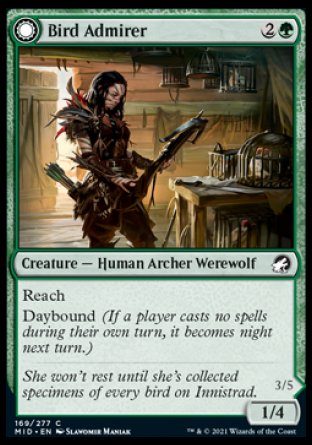 Bird Admirer 2
Creature — Human Archer Werewolf
Reach
Daybound (If a player casts no spells
during their own turn, it becomes night
next turn.)
She won't rest until she's collected
specimens of every bird on Innistrad.
3/5
1/4
169/277 C
MID • EN SLAWOMIR MANIAK
™ & © 2021 Wizards of the Coast